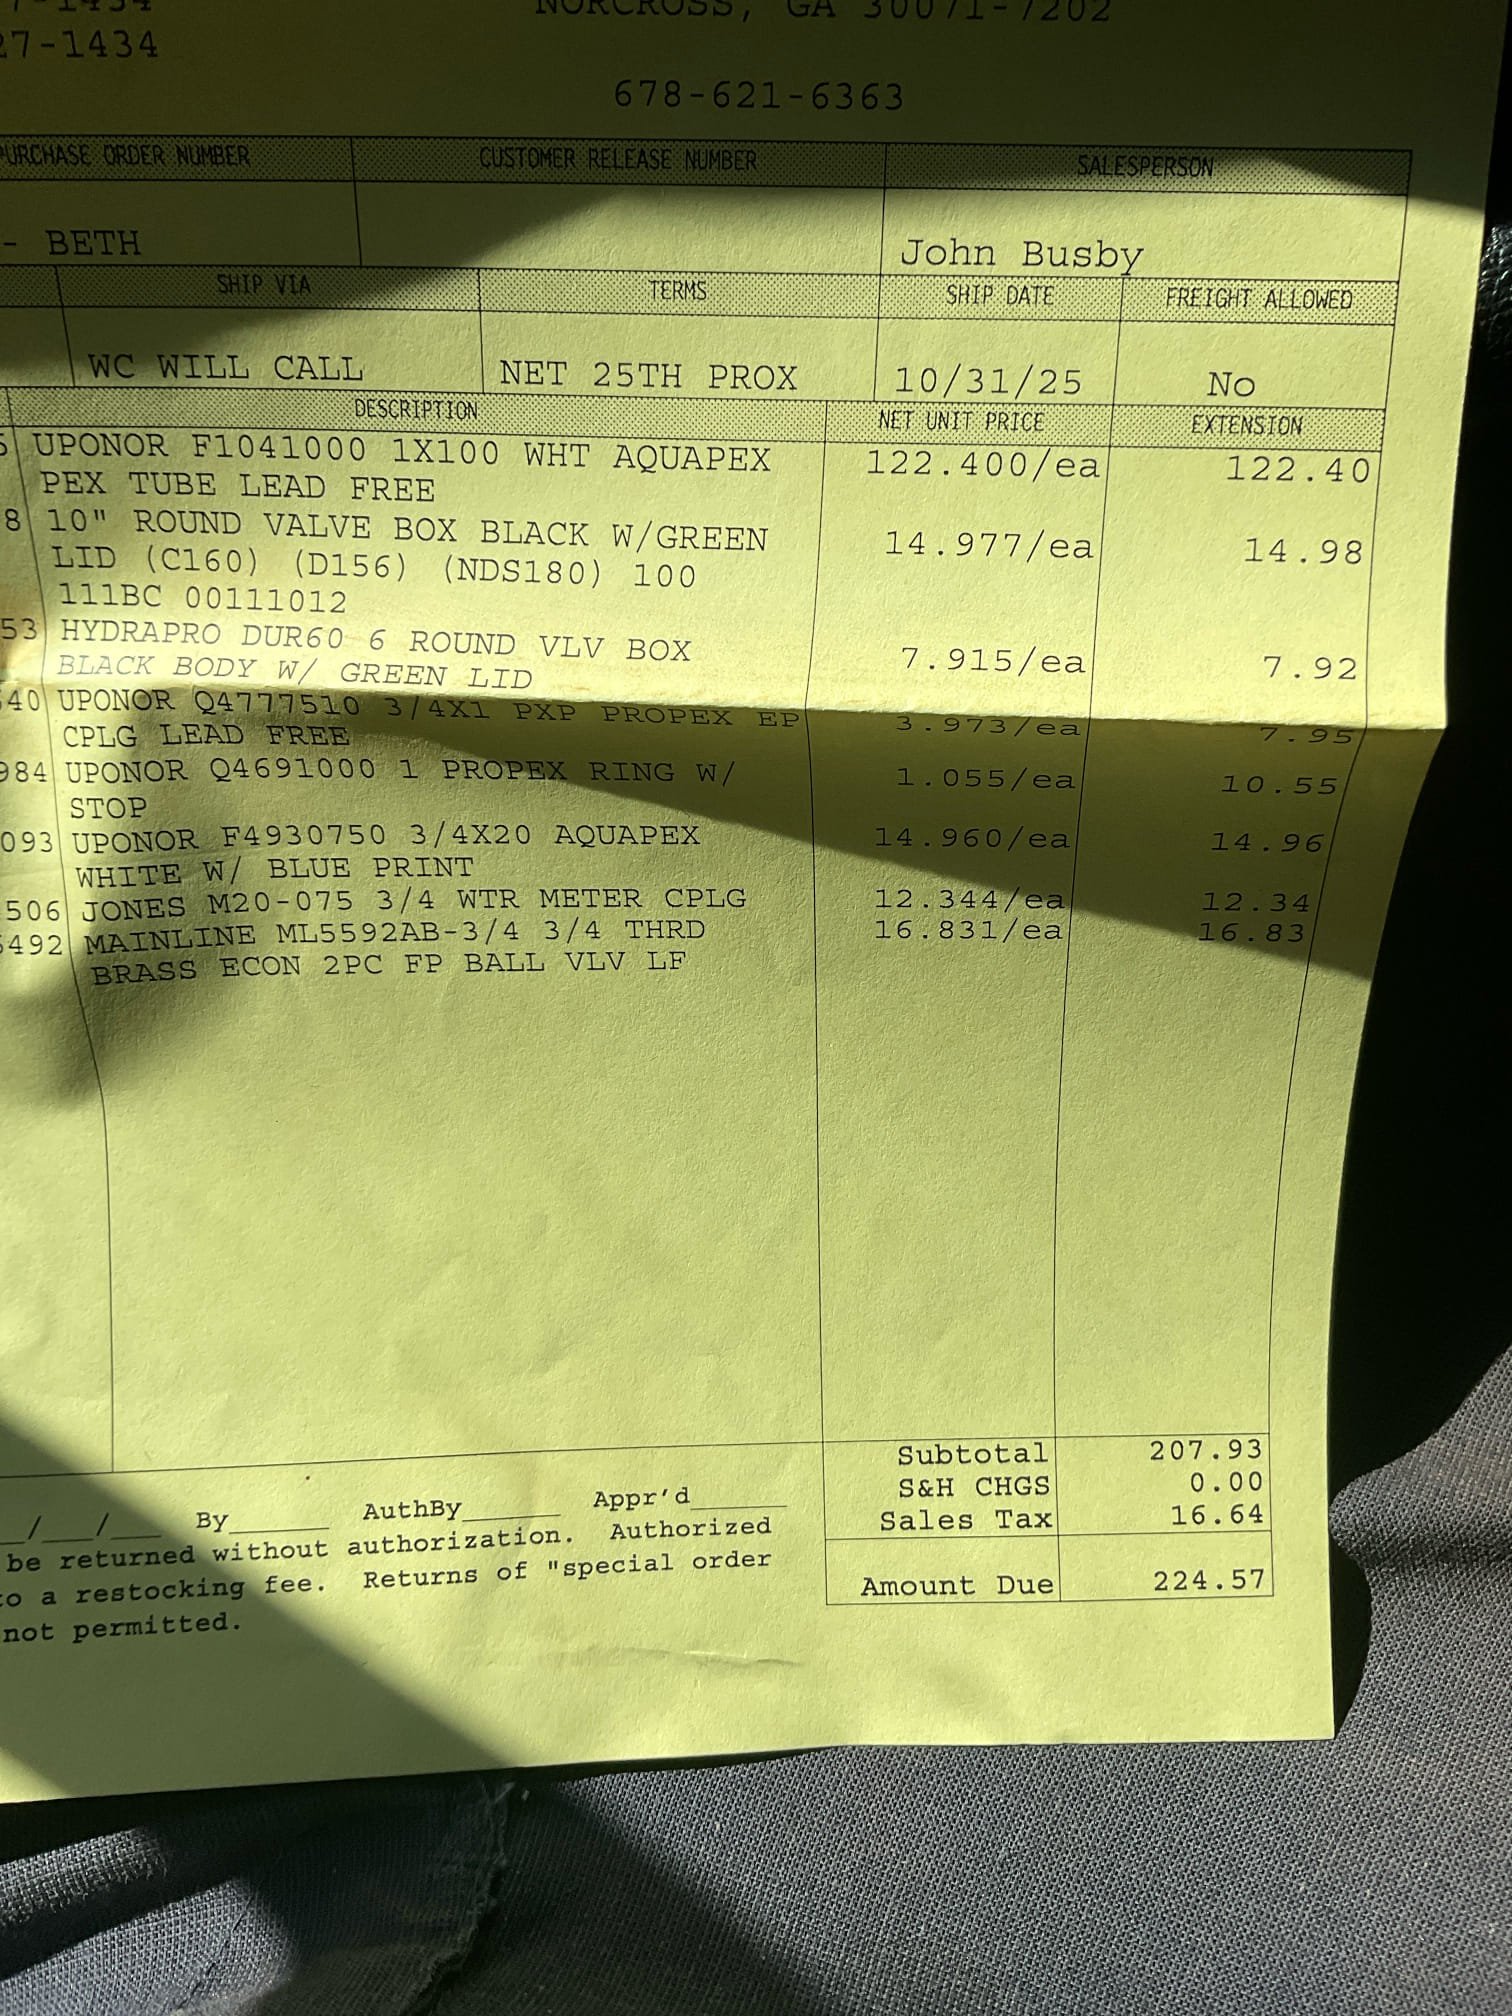 27-1434
NORCROSS, GA 30071-7202
678-621-6363
PURCHASE ORDER NUMBER CUSTOMER RELEASE NUMBER SALESPERSON
- BETH John Busby
SHIP VIA TERMS SHIP DATE FREIGHT ALLOWED
WC WILL CALL NET 25TH PROX 10/31/25 No
DESCRIPTION NET UNIT PRICE EXTENSION
UPONOR F1041000 1X100 WHT AQUAPEX 122.400/ea 122.40
PEX TUBE LEAD FREE
8 10" ROUND VALVE BOX BLACK W/GREEN 14.977/ea 14.98
LID (C160) (D156) (NDS180) 100
111BC 00111012
53 HYDRAPRO DUR60 6 ROUND VLV BOX 7.915/ea 7.92
BLACK BODY W/ GREEN LID
40 UPONOR Q4777510 3/4X1 PXP PROPEX EP 3.973/ea 7.95
CPLG LEAD FREE
984 UPONOR Q4691000 1 PROPEX RING W/ 1.055/ea 10.55
STOP
093 UPONOR F4930750 3/4X20 AQUAPEX 14.960/ea 14.96
WHITE W/ BLUE PRINT
506 JONES M20-075 3/4 WTR METER CPLG 12.344/ea 12.34
492 MAINLINE ML5592AB-3/4 3/4 THRD 16.831/ea 16.83
BRASS ECON 2PC FP BALL VLV LF
Subtotal 207.93
S&H CHGS 0.00
Sales Tax 16.64
Amount Due 224.57
__/__/__ By______ AuthBy______ Appr'd______
be returned without authorization. Authorized
to a restocking fee. Returns of "special order
not permitted.